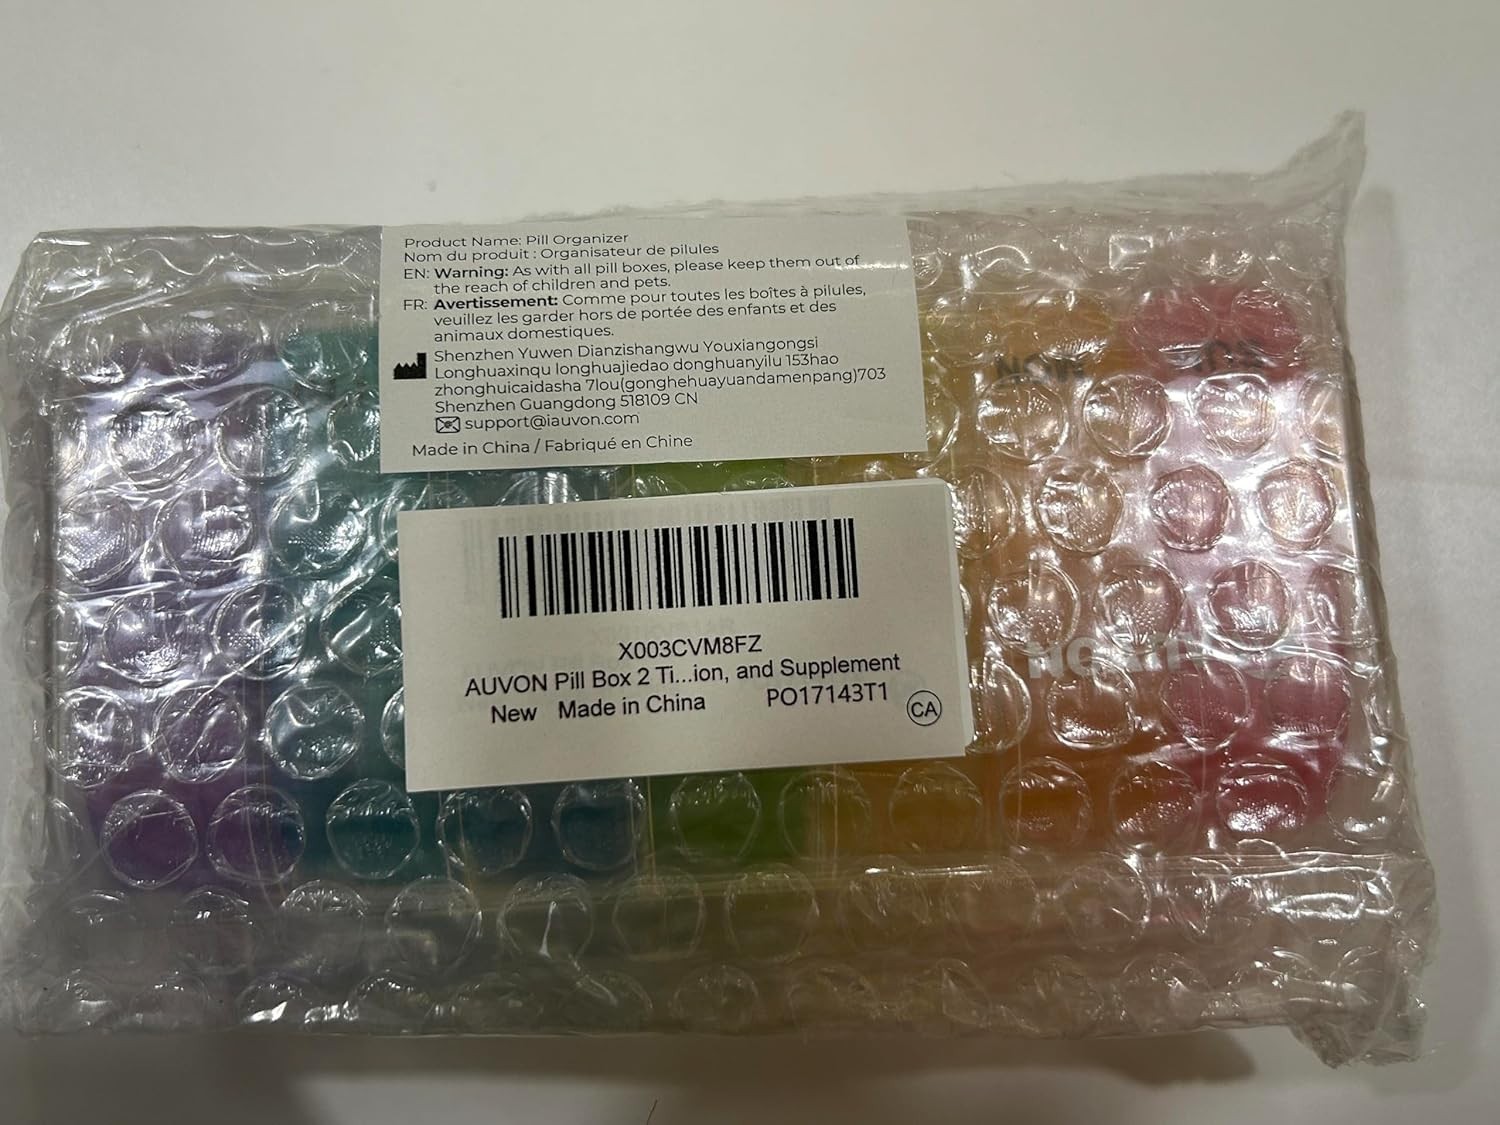 Product Name: Pill Organizer
Nom du produit : Organisateur de pilules
EN: Warning: As with all pill boxes, please keep them out of
the reach of children and pets.
FR: Avertissement: Comme pour toutes les boîtes à pilules,
veuillez les garder hors de portée des enfants et des
animaux domestiques.
Shenzhen Yuwen Dianzishangwu Youxiangongsi
Longhuaxinqu longhuajiedao donghuanyilu 153hao
zhonghuicaidasha 7lou(gonghehuayuandamenpang)703
Shenzhen Guangdong 518109 CN
support@iauvon.com
Made in China / Fabriqué en Chine
MON
SUN
X003CVM8FZ
AUVON Pill Box 2 Ti...ion, and Supplement
New Made in China PO17143T1 CA